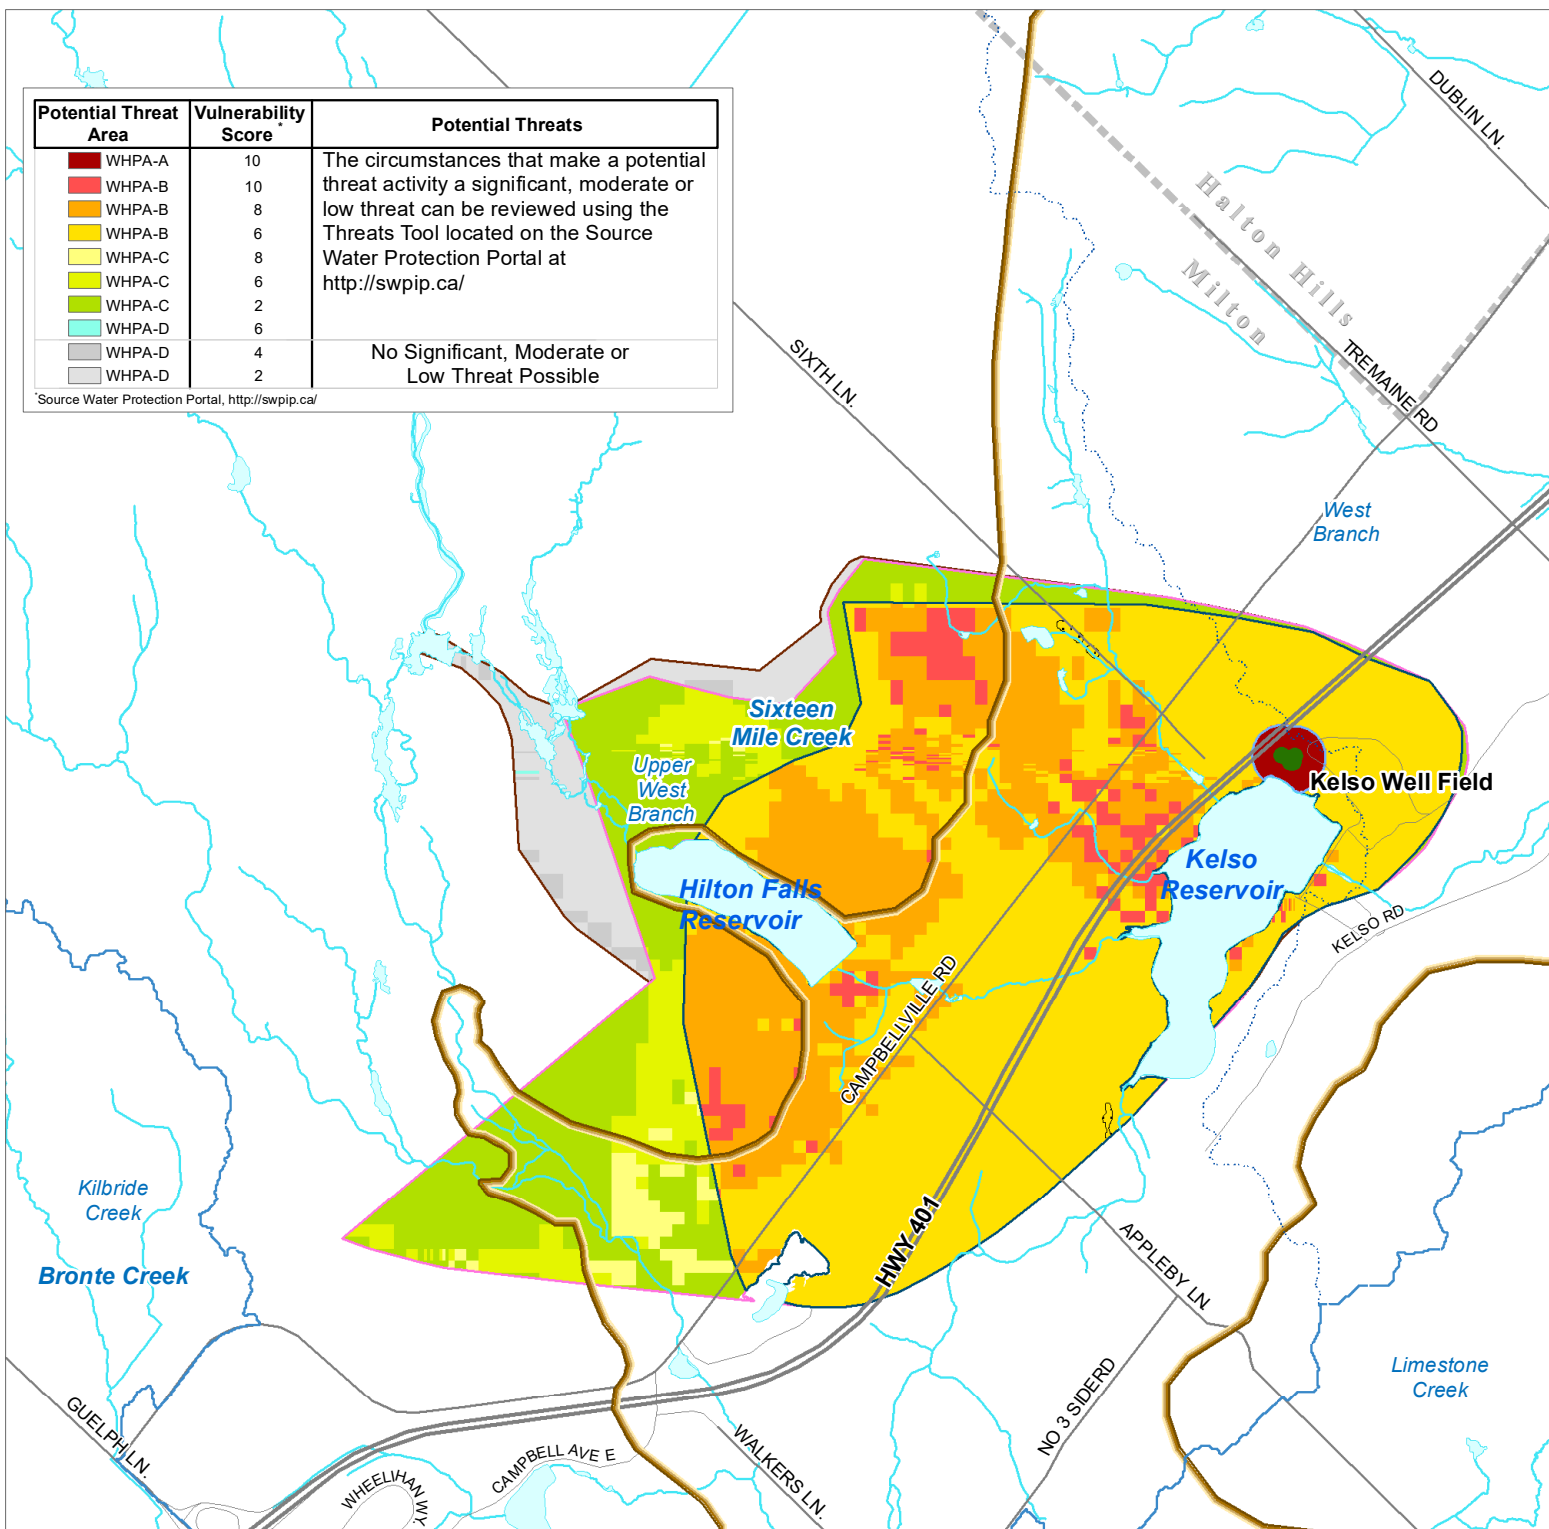 Potential Threat
Area
Vulnerability
Score *
Potential Threats
WHPA-A 10
WHPA-B 10
WHPA-B 8
WHPA-B 6
WHPA-C 8
WHPA-C 6
WHPA-C 2
WHPA-D 6
The circumstances that make a potential
threat activity a significant, moderate or
low threat can be reviewed using the
Threats Tool located on the Source
Water Protection Portal at
http://swpip.ca/
WHPA-D 4
WHPA-D 2
No Significant, Moderate or
Low Threat Possible
*Source Water Protection Portal, http://swpip.ca/
DUBLIN LN.
Halton Hills
Milton
TREMAINE RD
SIXTH LN.
West
Branch
Sixteen
Mile Creek
Upper
West
Branch
Kelso Well Field
Kelso
Reservoir
Hilton Falls
Reservoir
KELSO RD
CAMPBELLVILLE RD
Kilbride
Creek
Bronte Creek
HWY 401
APPLEBY LN.
Limestone
Creek
NO 3 SIDERD
GUELPH LN.
WALKERS LN.
CAMPBELL AVE E
WHEELIHAN WY.